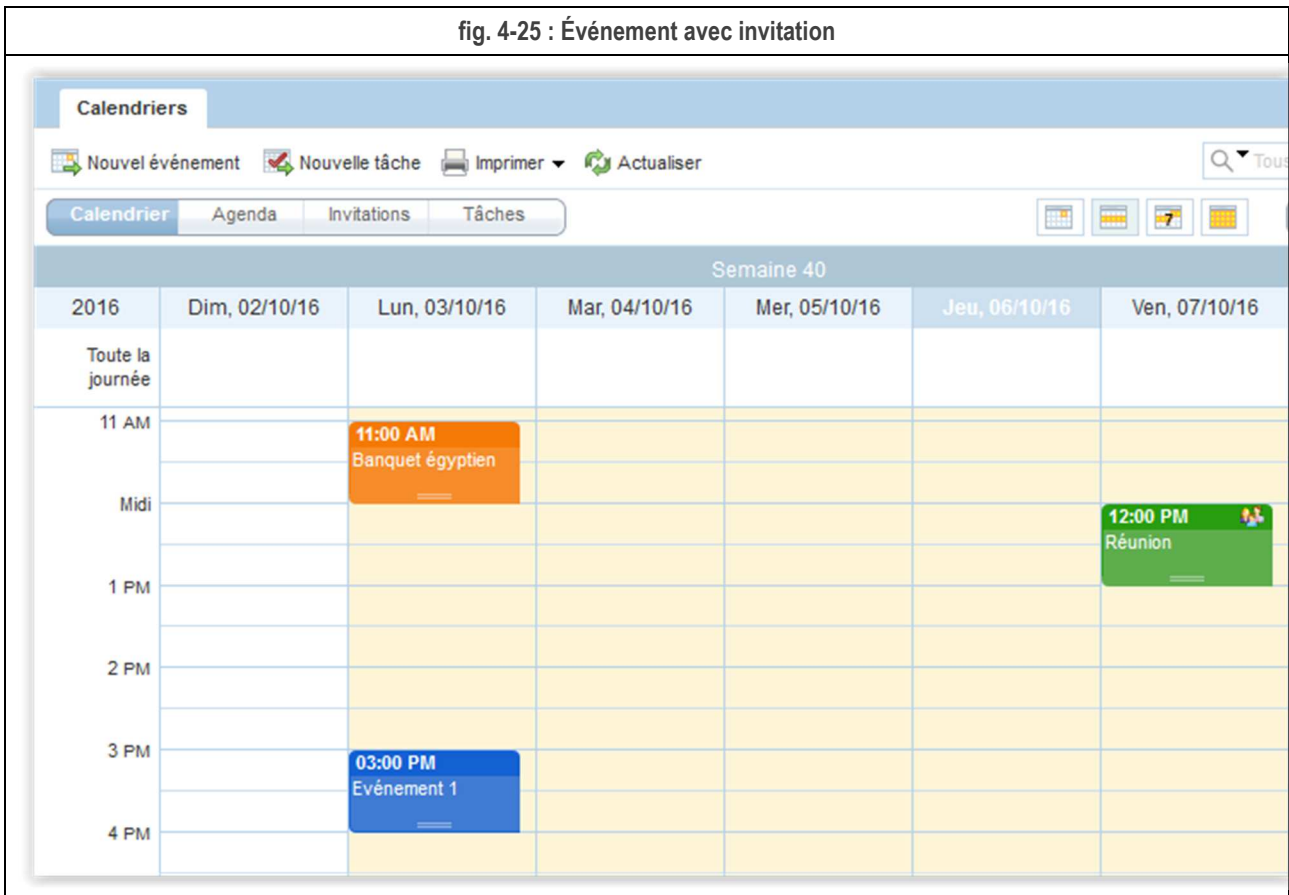 fig. 4-25 : Événement avec invitation
Calendriers
Nouvel événement Nouvelle tâche Imprimer Actualiser Tous
Calendrier Agenda Invitations Tâches 7
Semaine 40
2016 Dim, 02/10/16 Lun, 03/10/16 Mar, 04/10/16 Mer, 05/10/16 Jeu, 06/10/16 Ven, 07/10/16
Toute la
journée
11 AM
11:00 AM
Banquet égyptien
Midi
12:00 PM
Réunion
1 PM
2 PM
3 PM
03:00 PM
Evénement 1
4 PM